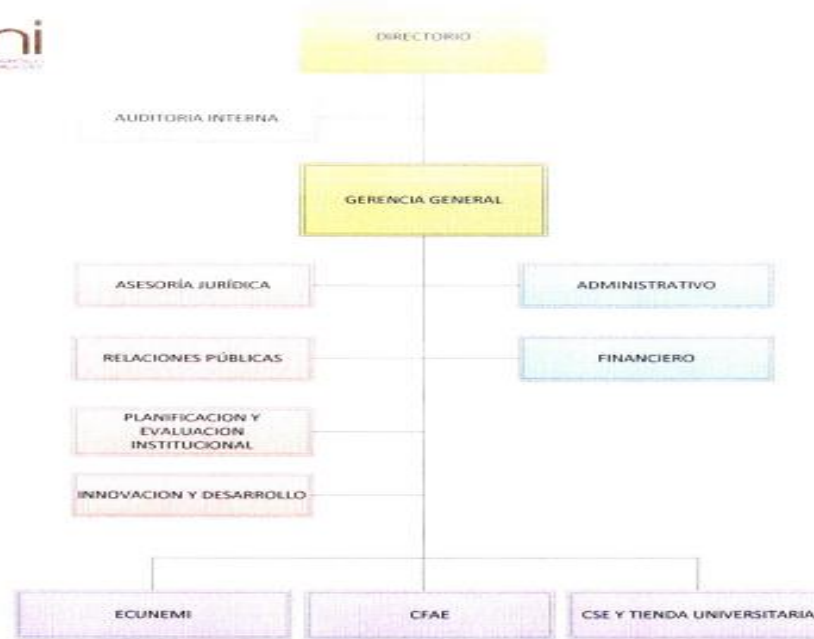 ni
DIRECTORIO
AUDITORIA INTERNA
GERENCIA GENERAL
ASESORÍA JURÍDICA
ADMINISTRATIVO
RELACIONES PÚBLICAS
FINANCIERO
PLANIFICACION Y
EVALUACION
INSTITUCIONAL
INNOVACION Y DESARROLLO
ECUNEMI
CFAE
CSE Y TIENDA UNIVERSITARIA